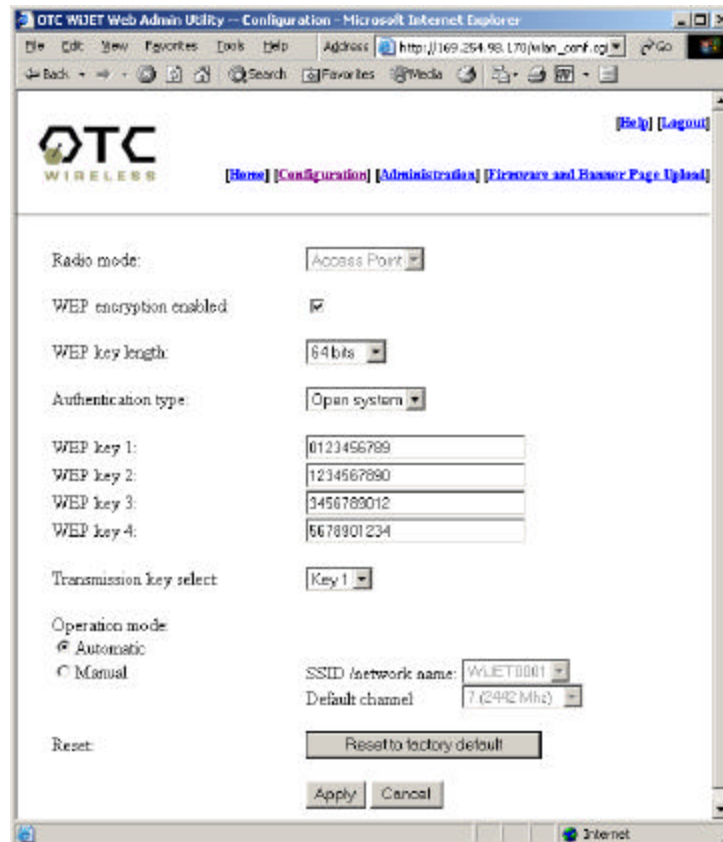 OTC WiJET Web Admin Utility -- Configuration - Microsoft Internet Explorer
File Edit View Favorites Tools Help Address http://169.254.98.170/wlan_conf.cgi Go
Back Search Favorites Media
[Help] [Logout]
OTC
WIRELESS
[Home] [Configuration] [Administration] [Firmware and Banner Page Upload]
Radio mode: Access Point
WEP encryption enabled
WEP key length: 64 bits
Authentication type: Open system
WEP key 1: 0123456789
WEP key 2: 1234567890
WEP key 3: 3456789012
WEP key 4: 5678901234
Transmission key select Key 1
Operation mode:
Automatic
Manual SSID /network name: WiJET0001
Default channel 7 (2442 Mhz)
Reset: Reset to factory default
Apply Cancel
Internet